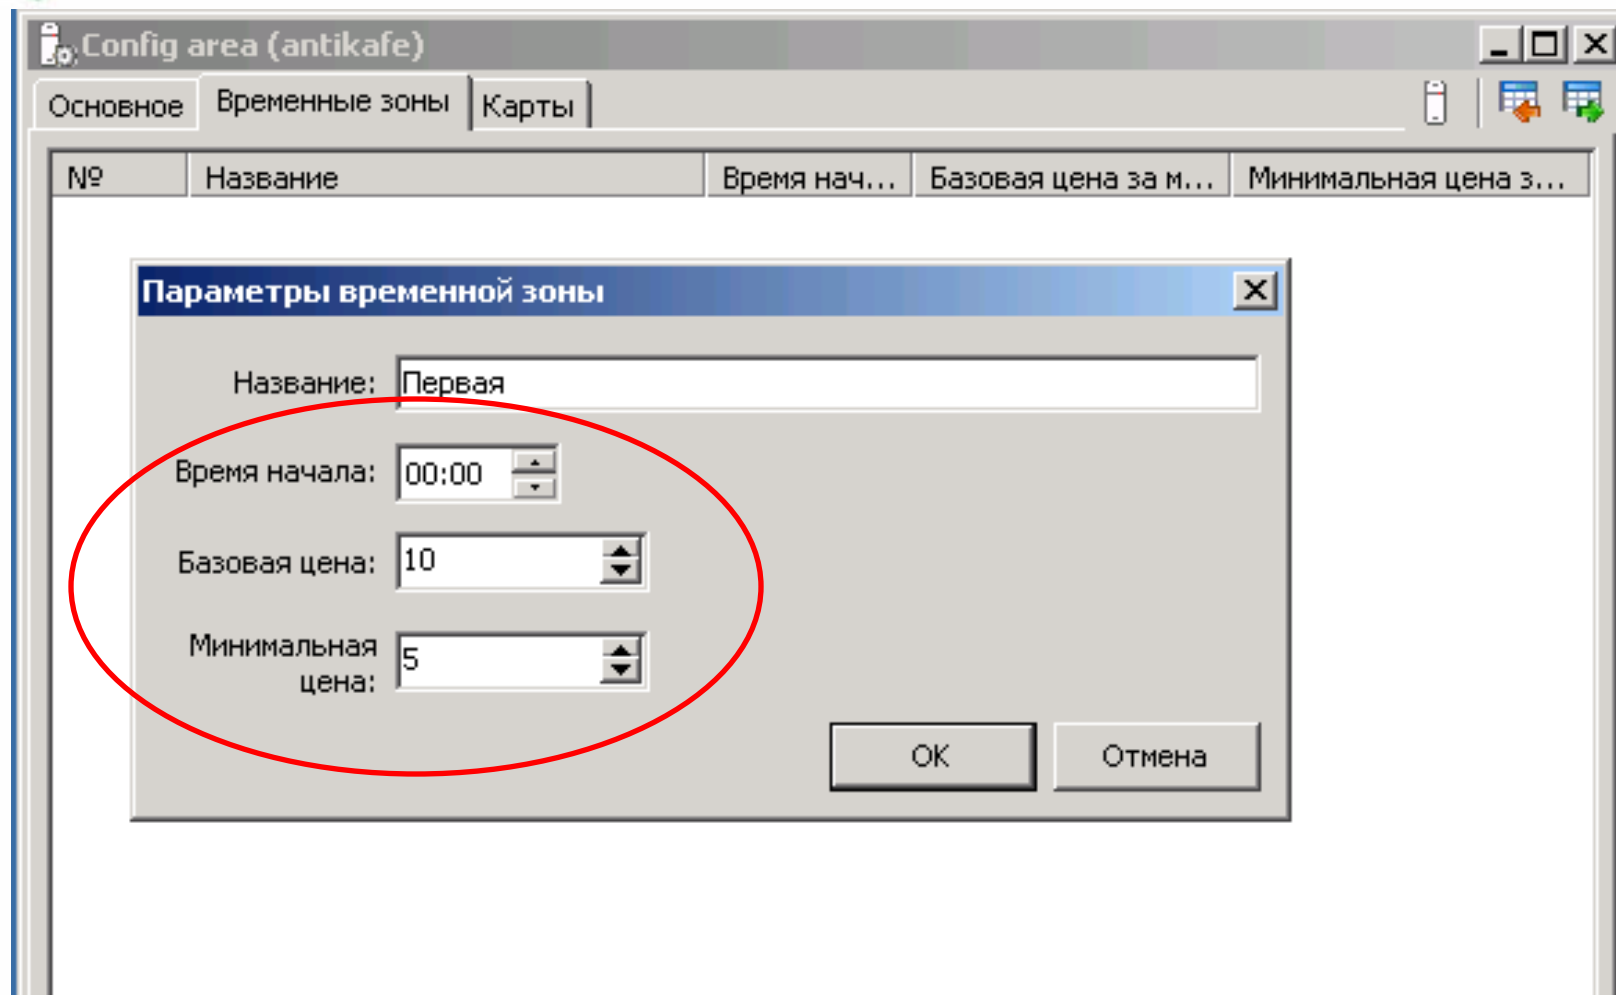 Config area (antikafe)
Основное Временные зоны Карты
№ Название Время нач... Базовая цена за м... Минимальная цена з...
Параметры временной зоны
Название: Первая
Время начала: 00:00
Базовая цена: 10
Минимальная
цена: 5
OK Отмена